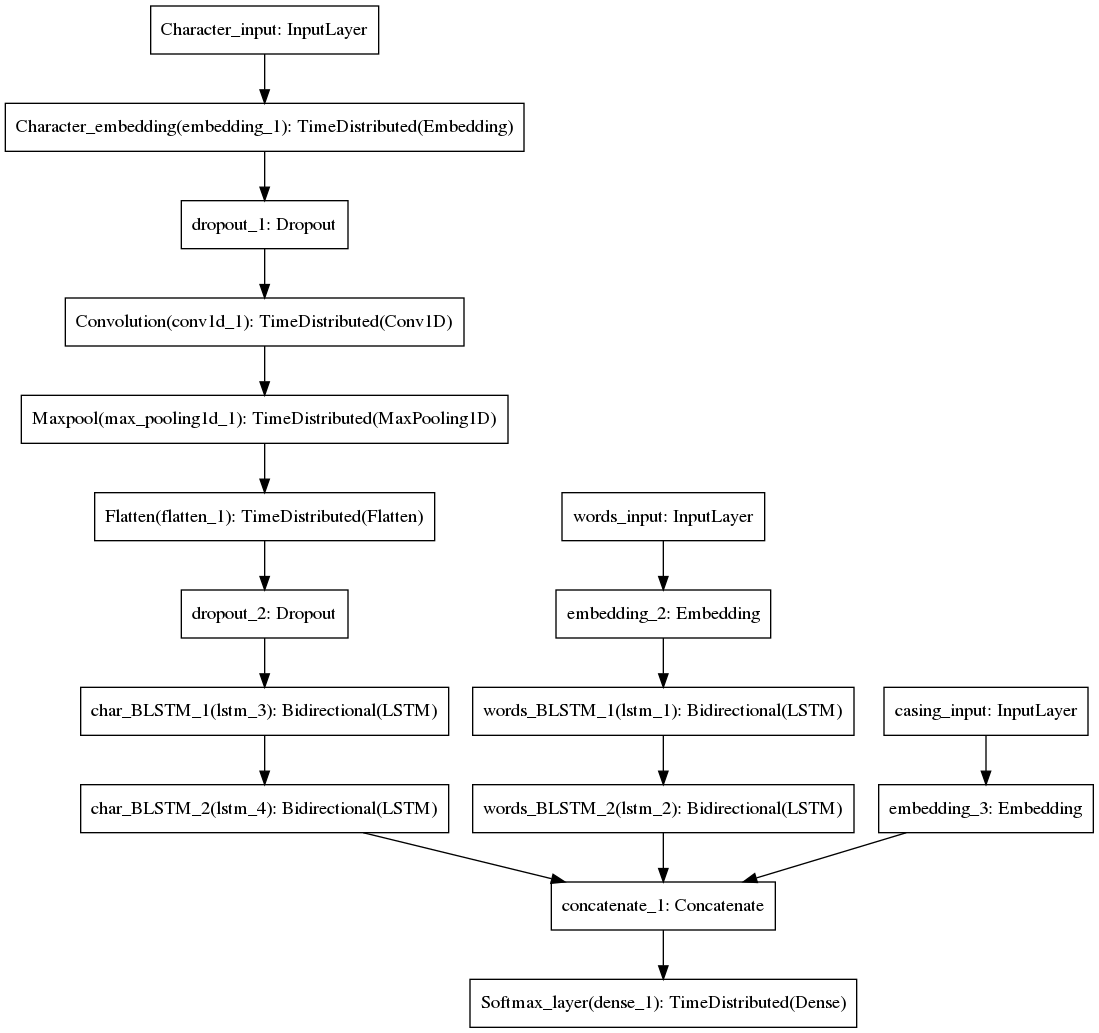 Character_input: InputLayer
Character_embedding(embedding_1): TimeDistributed(Embedding)
dropout_1: Dropout
Convolution(conv1d_1): TimeDistributed(Conv1D)
Maxpool(max_pooling1d_1): TimeDistributed(MaxPooling1D)
Flatten(flatten_1): TimeDistributed(Flatten)
words_input: InputLayer
dropout_2: Dropout
embedding_2: Embedding
char_BLSTM_1(lstm_3): Bidirectional(LSTM)
words_BLSTM_1(lstm_1): Bidirectional(LSTM)
casing_input: InputLayer
char_BLSTM_2(lstm_4): Bidirectional(LSTM)
words_BLSTM_2(lstm_2): Bidirectional(LSTM)
embedding_3: Embedding
concatenate_1: Concatenate
Softmax_layer(dense_1): TimeDistributed(Dense)